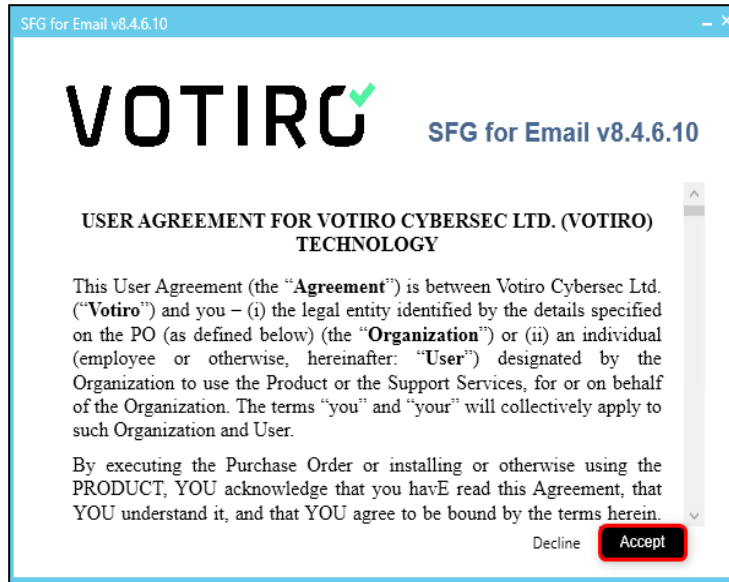 SFG for Email v8.4.6.10
VOTIRO
SFG for Email v8.4.6.10
USER AGREEMENT FOR VOTIRO CYBERSEC LTD. (VOTIRO)
TECHNOLOGY
This User Agreement (the “Agreement”) is between Votiro Cybersec Ltd.
(“Votiro”) and you – (i) the legal entity identified by the details specified
on the PO (as defined below) (the “Organization”) or (ii) an individual
(employee or otherwise, hereinafter: “User”) designated by the
Organization to use the Product or the Support Services, for or on behalf
of the Organization. The terms “you” and “your” will collectively apply to
such Organization and User.
By executing the Purchase Order or installing or otherwise using the
PRODUCT, YOU acknowledge that you havE read this Agreement, that
YOU understand it, and that YOU agree to be bound by the terms herein.
Decline Accept